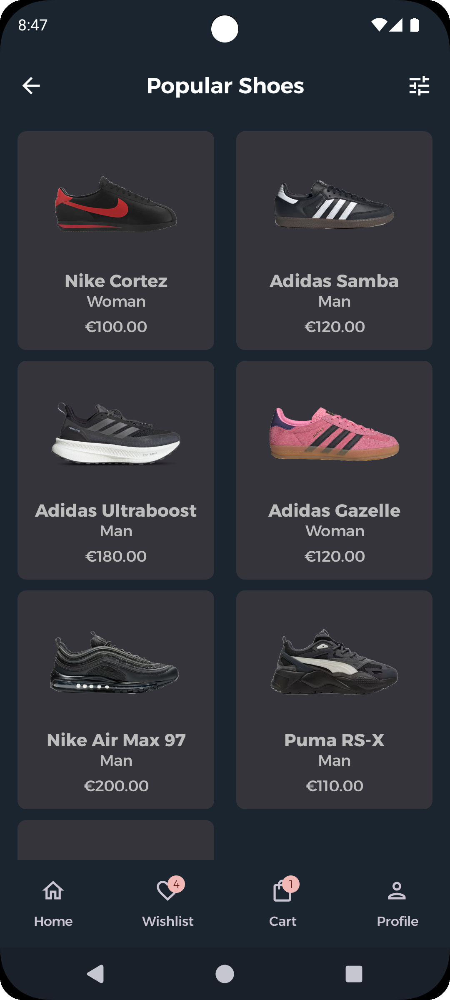 8:47
Popular Shoes
Nike Cortez
Woman
€100.00
Adidas Samba
Man
€120.00
Adidas Ultraboost
Man
€180.00
Adidas Gazelle
Woman
€120.00
Nike Air Max 97
Man
€200.00
Puma RS-X
Man
€110.00
4
1
Home
Wishlist
Cart
Profile